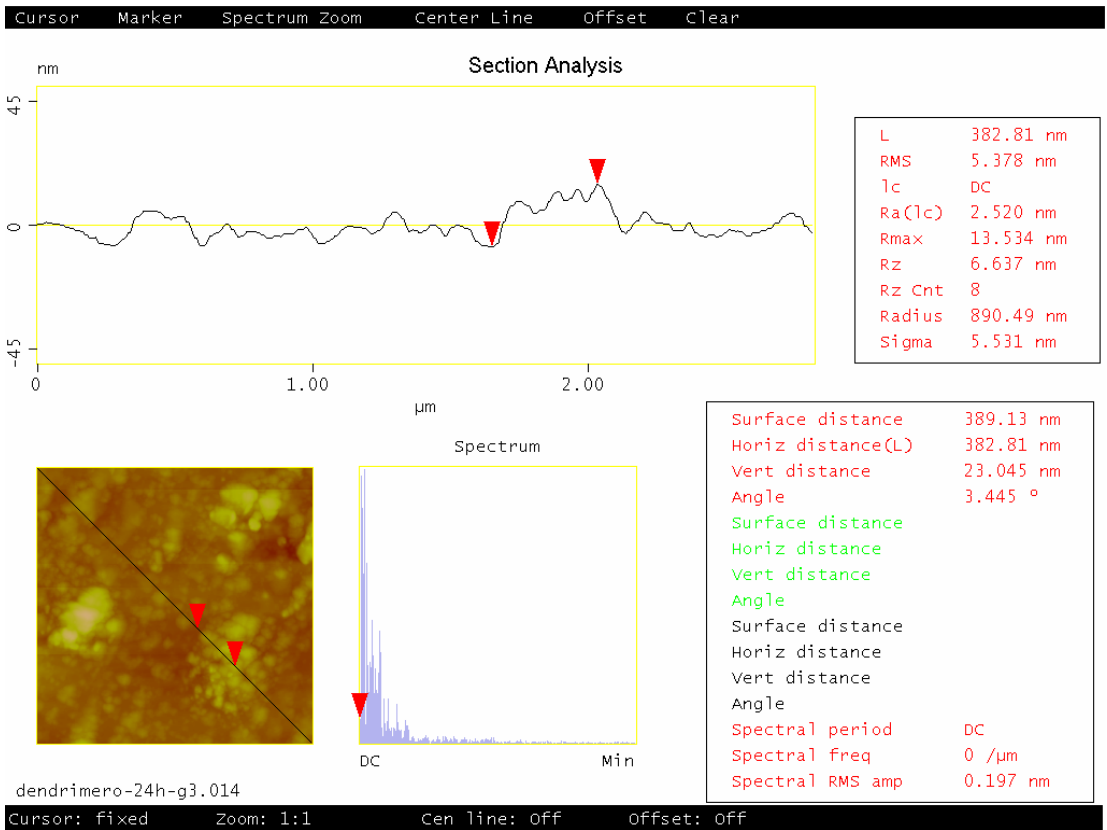 Cursor Marker Spectrum Zoom Center Line Offset Clear
Section Analysis
nm
45
0
-45
0 1.00 2.00
µm
L 382.81 nm
RMS 5.378 nm
lc DC
Ra(lc) 2.520 nm
Rmax 13.534 nm
Rz 6.637 nm
Rz Cnt 8
Radius 890.49 nm
Sigma 5.531 nm
Surface distance 389.13 nm
Horiz distance(L) 382.81 nm
Vert distance 23.045 nm
Angle 3.445 °
Surface distance
Horiz distance
Vert distance
Angle
Surface distance
Horiz distance
Vert distance
Angle
Spectral period DC
Spectral freq 0 /µm
Spectral RMS amp 0.197 nm
Spectrum
DC Min
dendrimero-24h-g3.014
Cursor: fixed Zoom: 1:1 Cen line: Off Offset: Off